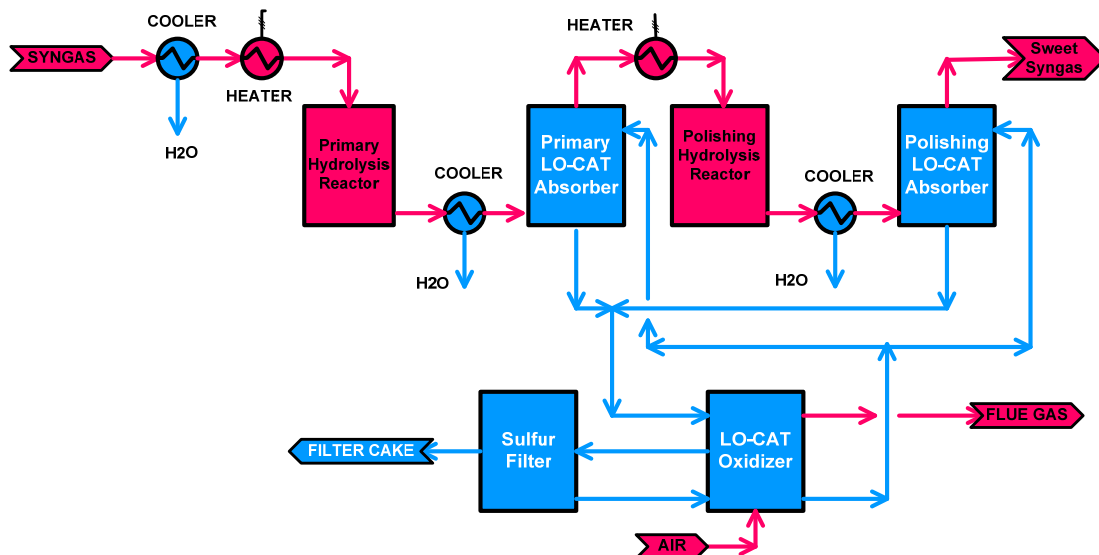 COOLER
SYNGAS
HEATER
H2O
Primary
Hydrolysis
Reactor
COOLER
H2O
Primary
LO-CAT
Absorber
HEATER
Polishing
Hydrolysis
Reactor
COOLER
H2O
Polishing
LO-CAT
Absorber
Sweet
Syngas
FILTER CAKE
Sulfur
Filter
LO-CAT
Oxidizer
FLUE GAS
AIR